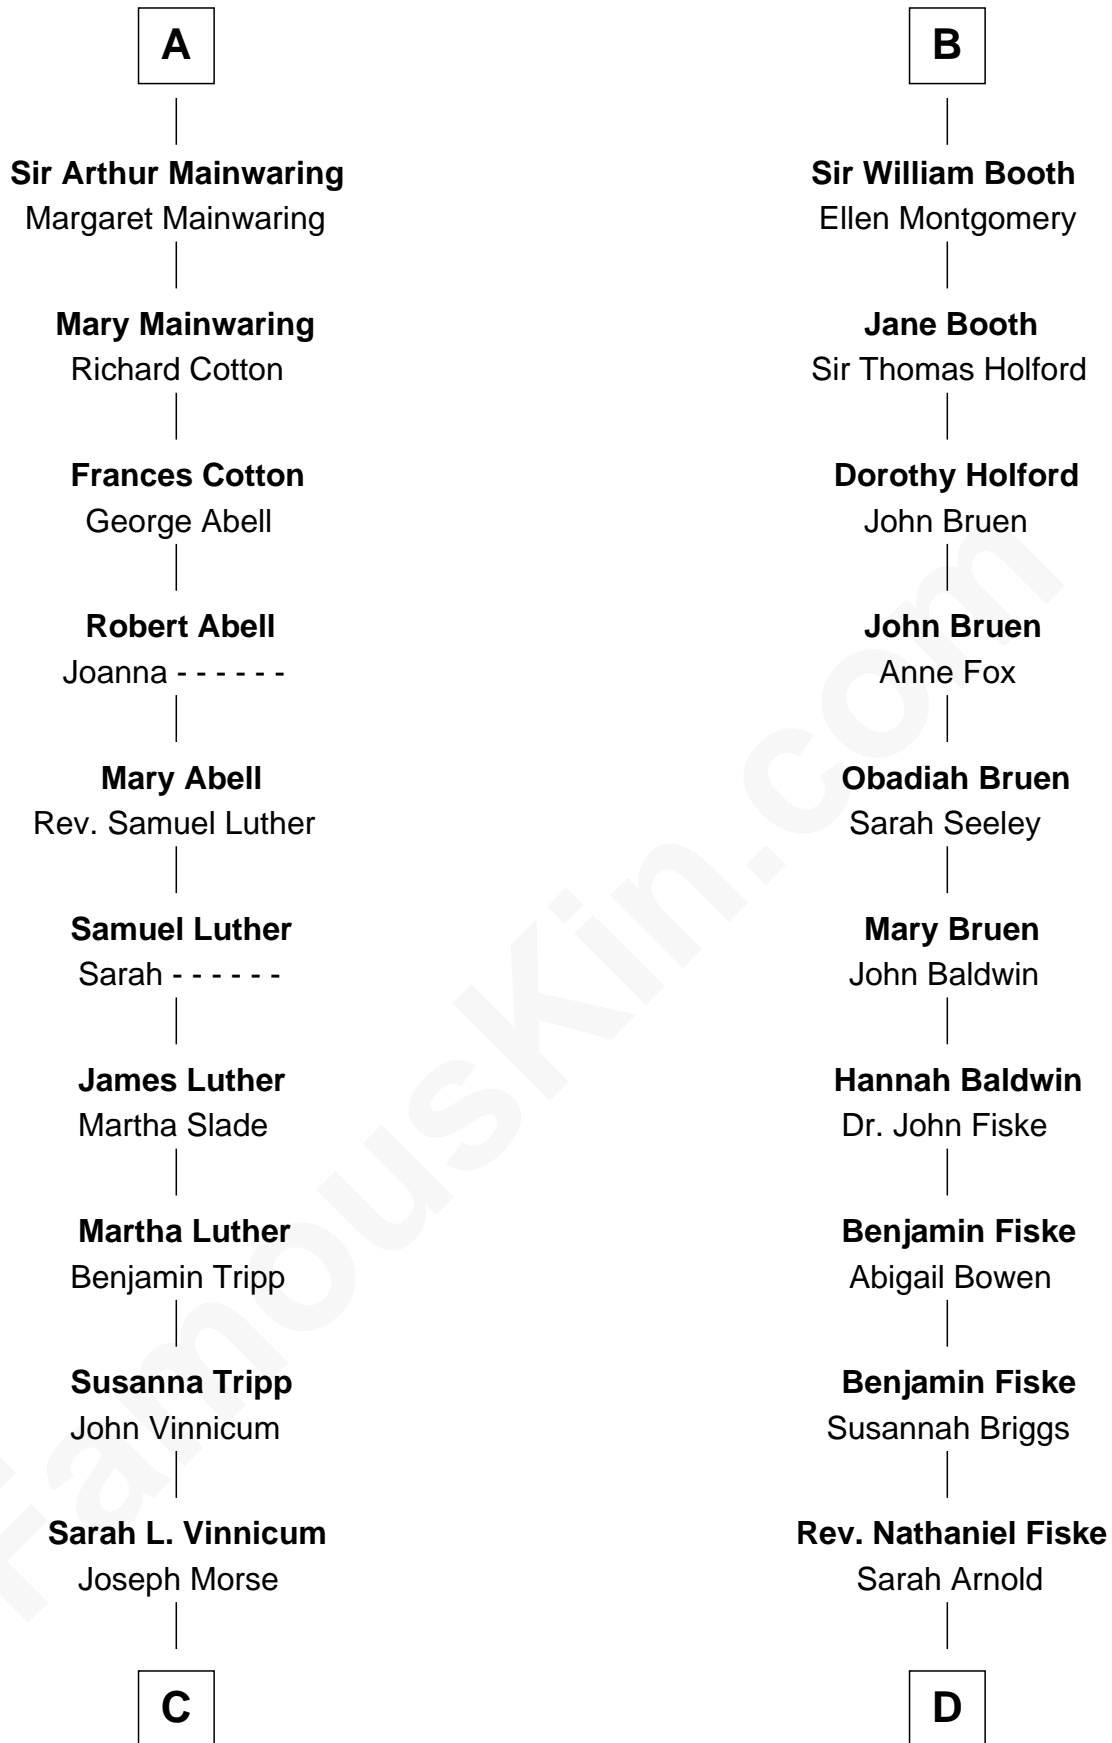 A
Sir Arthur Mainwaring
Margaret Mainwaring
Mary Mainwaring
Richard Cotton
Frances Cotton
George Abell
Robert Abell
Joanna - - - - - -
Mary Abell
Rev. Samuel Luther
Samuel Luther
Sarah - - - - - -
James Luther
Martha Slade
Martha Luther
Benjamin Tripp
Susanna Tripp
John Vinnicum
Sarah L. Vinnicum
Joseph Morse
C
B
Sir William Booth
Ellen Montgomery
Jane Booth
Sir Thomas Holford
Dorothy Holford
John Bruen
John Bruen
Anne Fox
Obadiah Bruen
Sarah Seeley
Mary Bruen
John Baldwin
Hannah Baldwin
Dr. John Fiske
Benjamin Fiske
Abigail Bowen
Benjamin Fiske
Susannah Briggs
Rev. Nathaniel Fiske
Sarah Arnold
D
FamousKin.com